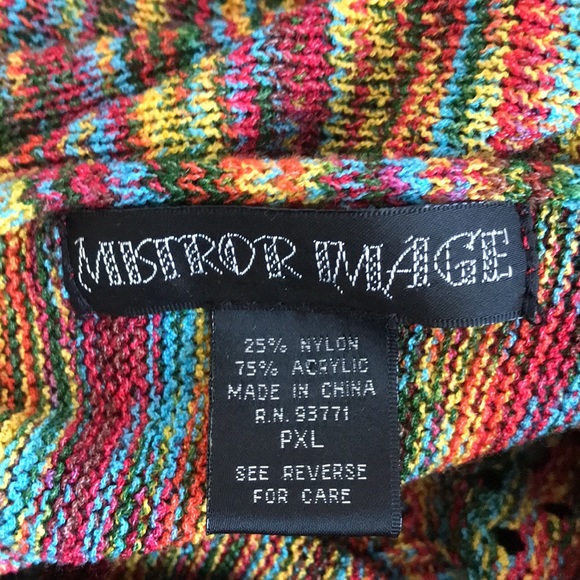 MISTROR IMAGE
25% NYLON
75% ACRYLIC
MADE IN CHINA
R.N. 93771
PXL
SEE REVERSE
FOR CARE